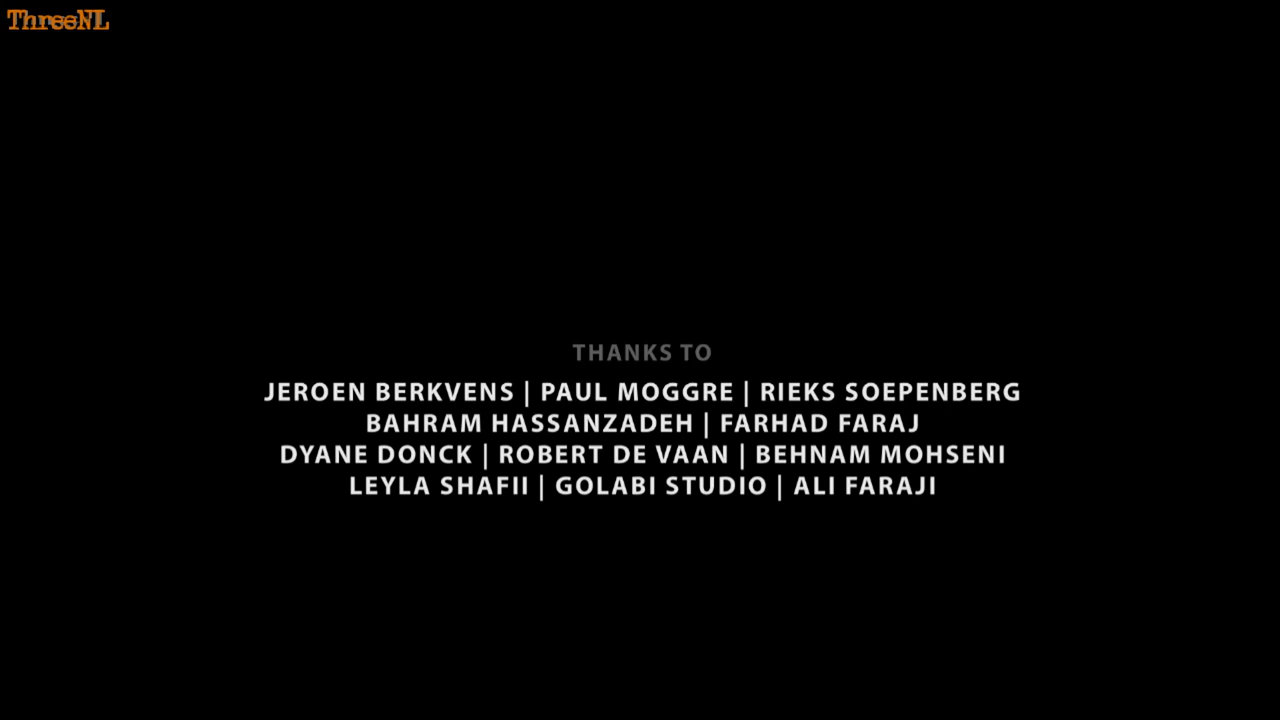 ThreeNL
THANKS TO
JEROEN BERKVENS | PAUL MOGGRE | RIEKS SOEPENBERG
BAHRAM HASSANZADEH | FARHAD FARAJ
DYANE DONCK | ROBERT DE VAAN | BEHNAM MOHSENI
LEYLA SHAFII | GOLABI STUDIO | ALI FARAJI